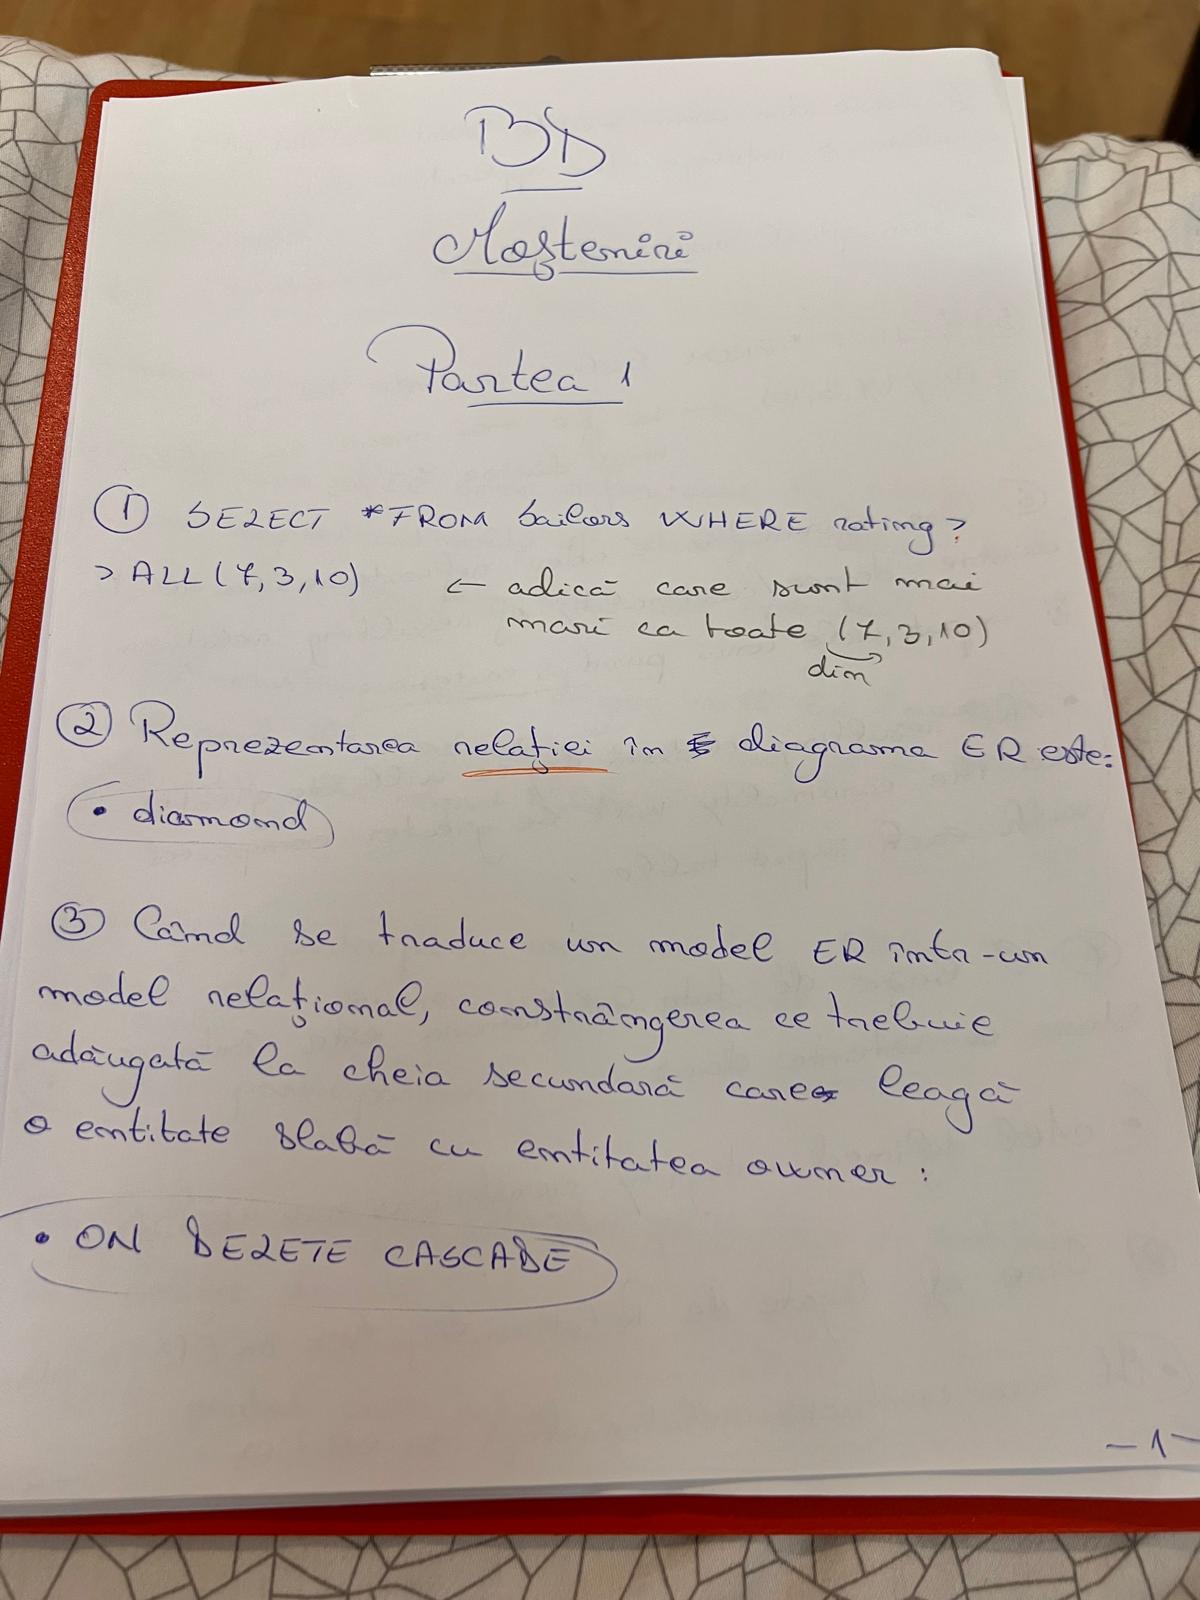 BD
Moșteniri
Partea 1
① SELECT *FROM Sailors WHERE rating?
> ALL (7, 3, 10) ← adică care sunt mai
mari ca toate (7, 3, 10)
din
② Reprezentarea relației în diagrama ER este:
• diamond
③ Când se traduce un model ER într-un
model relațional, constrângerea ce trebuie
adăugată la cheia secundară care leagă
o entitate slabă cu entitatea owner :
• ON DELETE CASCADE
- 1 -